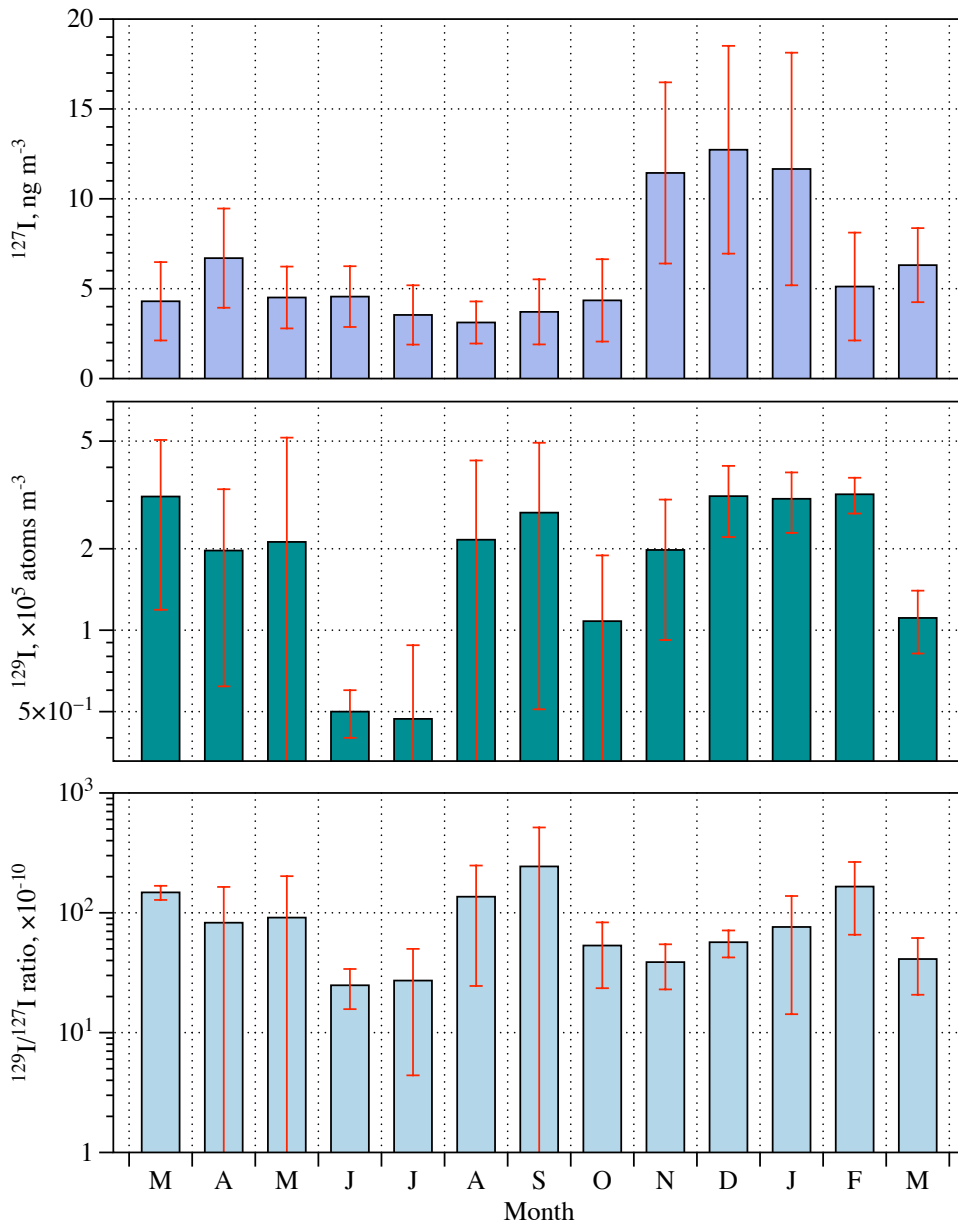 20
15
10
5
0
¹²⁷I, ng m⁻³
5
2
1
5×10⁻¹
¹²⁹I, ×10⁵ atoms m⁻³
10³
10²
10¹
1
¹²⁹I/¹²⁷I ratio, ×10⁻¹⁰
M A M J J A S O N D J F M
Month